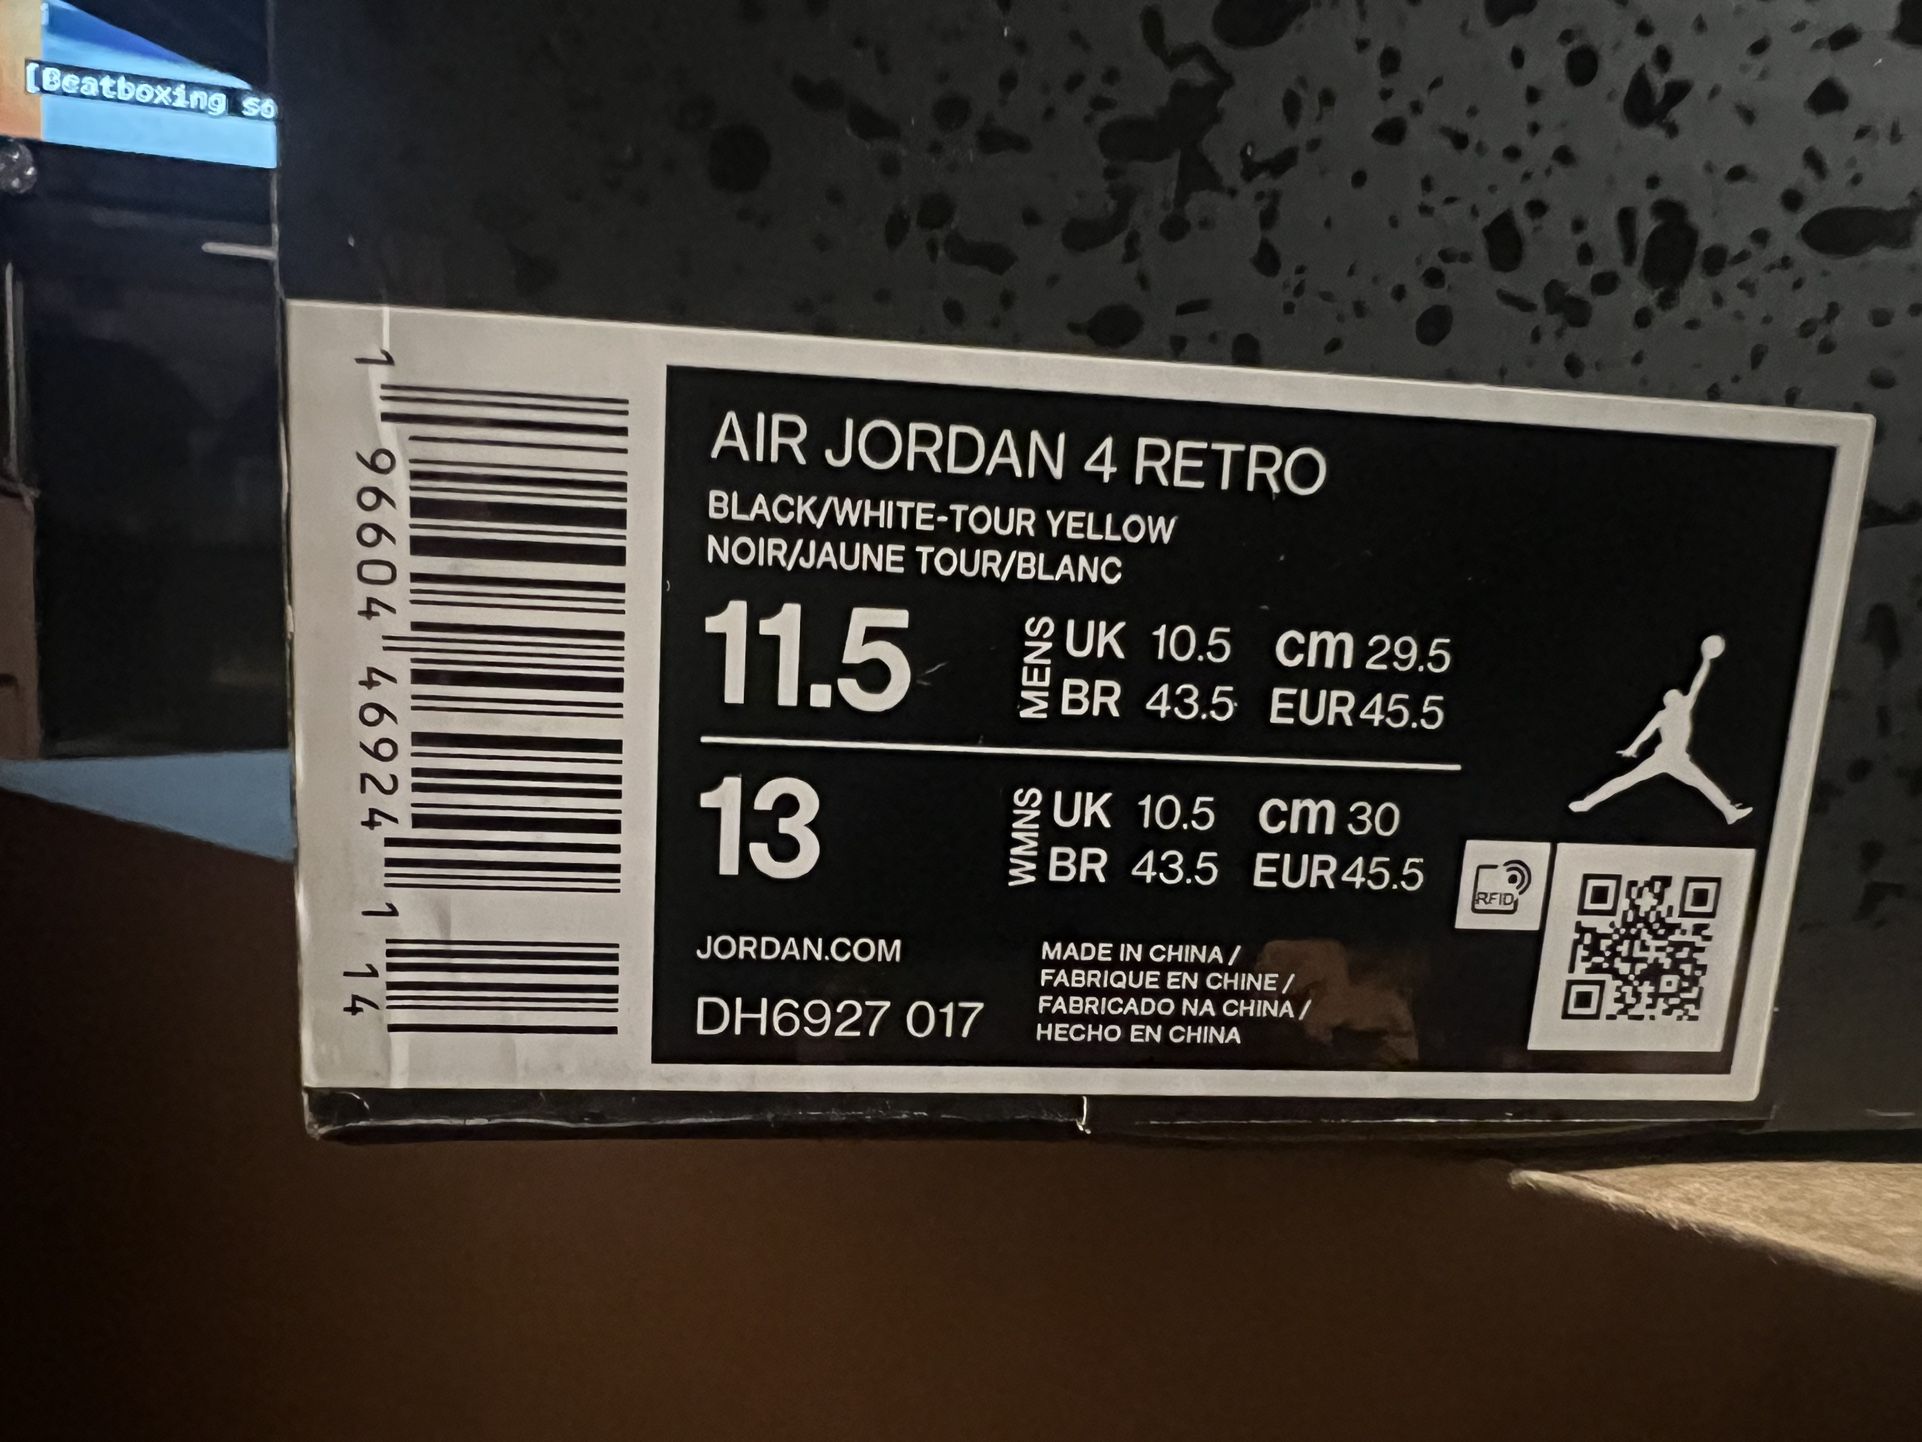 [Beatboxing so
1 96604 46924 1 14
AIR JORDAN 4 RETRO
BLACK/WHITE-TOUR YELLOW
NOIR/JAUNE TOUR/BLANC
11.5 MENS UK 10.5 cm 29.5
BR 43.5 EUR 45.5
13 WMNS UK 10.5 cm 30
BR 43.5 EUR 45.5
RFID
JORDAN.COM
DH6927 017
MADE IN CHINA /
FABRIQUE EN CHINE /
FABRICADO NA CHINA /
HECHO EN CHINA